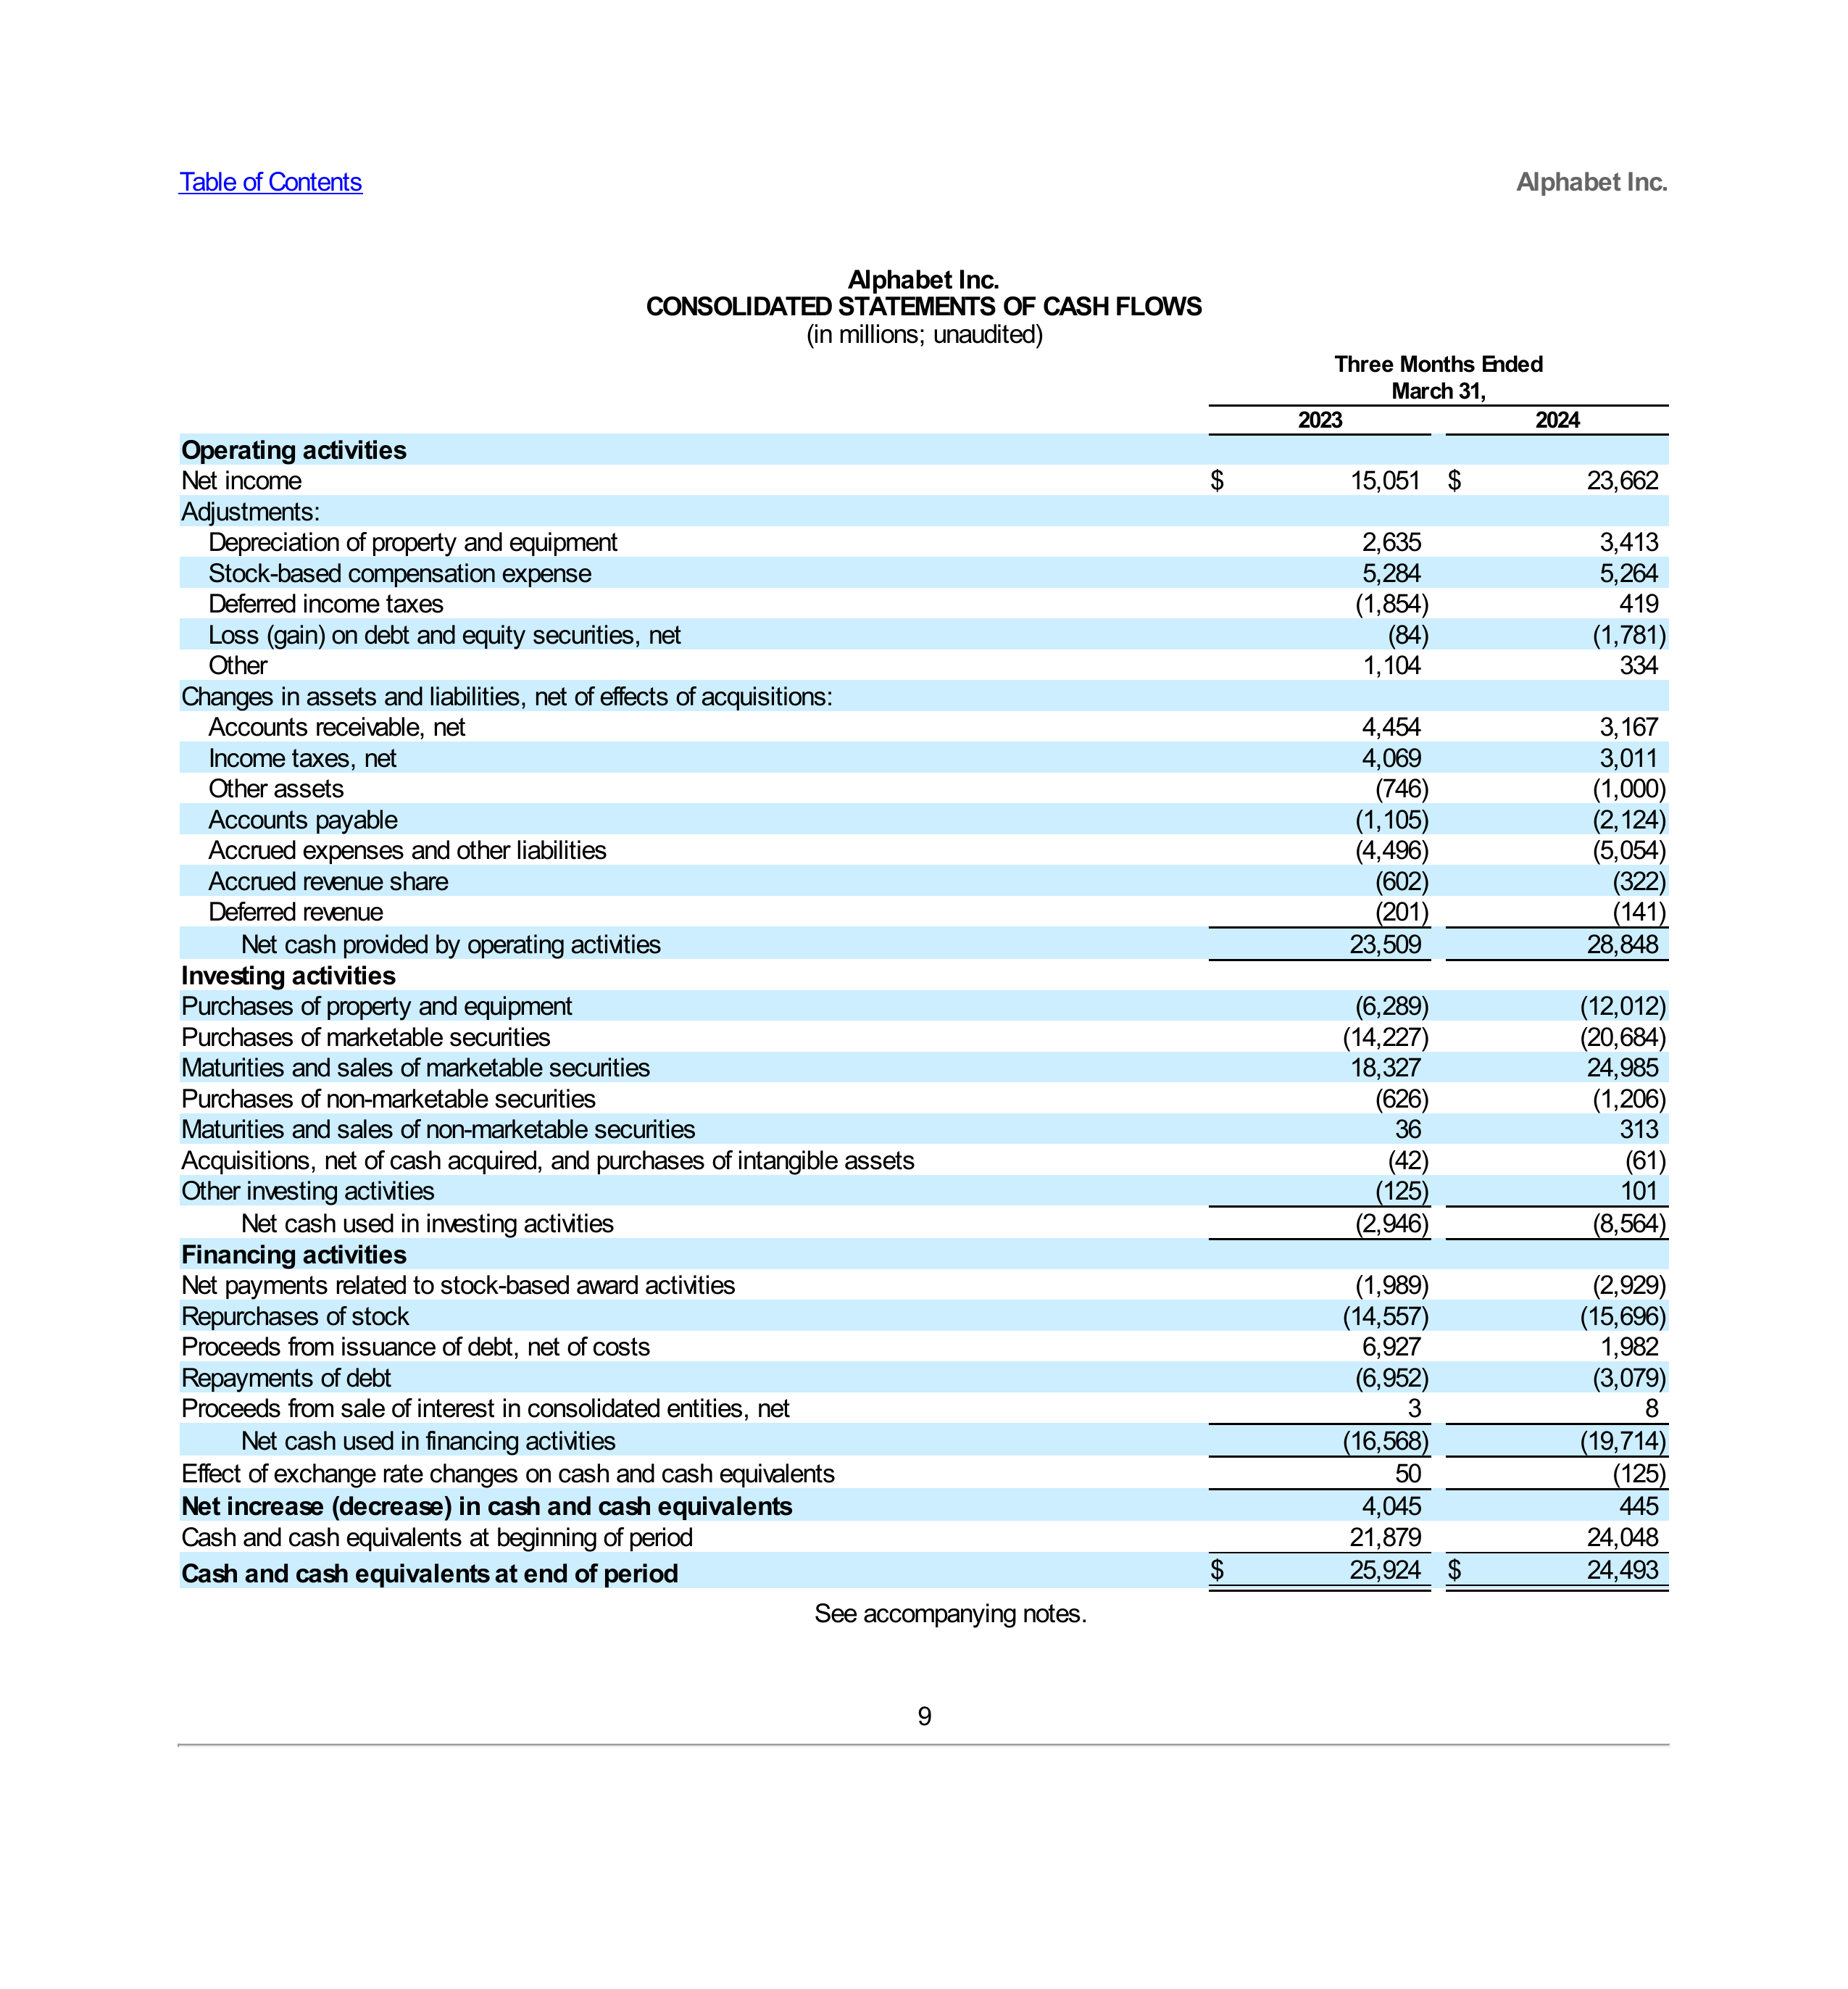 Table of Contents Alphabet Inc.
Alphabet Inc.
CONSOLIDATED STATEMENTS OF CASH FLOWS
(in millions; unaudited)
Three Months Ended
March 31,
2023 2024
Operating activities
Net income $ 15,051 $ 23,662
Adjustments:
Depreciation of property and equipment 2,635 3,413
Stock-based compensation expense 5,284 5,264
Deferred income taxes (1,854) 419
Loss (gain) on debt and equity securities, net (84) (1,781)
Other 1,104 334
Changes in assets and liabilities, net of effects of acquisitions:
Accounts receivable, net 4,454 3,167
Income taxes, net 4,069 3,011
Other assets (746) (1,000)
Accounts payable (1,105) (2,124)
Accrued expenses and other liabilities (4,496) (5,054)
Accrued revenue share (602) (322)
Deferred revenue (201) (141)
Net cash provided by operating activities 23,509 28,848
Investing activities
Purchases of property and equipment (6,289) (12,012)
Purchases of marketable securities (14,227) (20,684)
Maturities and sales of marketable securities 18,327 24,985
Purchases of non-marketable securities (626) (1,206)
Maturities and sales of non-marketable securities 36 313
Acquisitions, net of cash acquired, and purchases of intangible assets (42) (61)
Other investing activities (125) 101
Net cash used in investing activities (2,946) (8,564)
Financing activities
Net payments related to stock-based award activities (1,989) (2,929)
Repurchases of stock (14,557) (15,696)
Proceeds from issuance of debt, net of costs 6,927 1,982
Repayments of debt (6,952) (3,079)
Proceeds from sale of interest in consolidated entities, net 3 8
Net cash used in financing activities (16,568) (19,714)
Effect of exchange rate changes on cash and cash equivalents 50 (125)
Net increase (decrease) in cash and cash equivalents 4,045 445
Cash and cash equivalents at beginning of period 21,879 24,048
Cash and cash equivalents at end of period $ 25,924 $ 24,493
See accompanying notes.
9